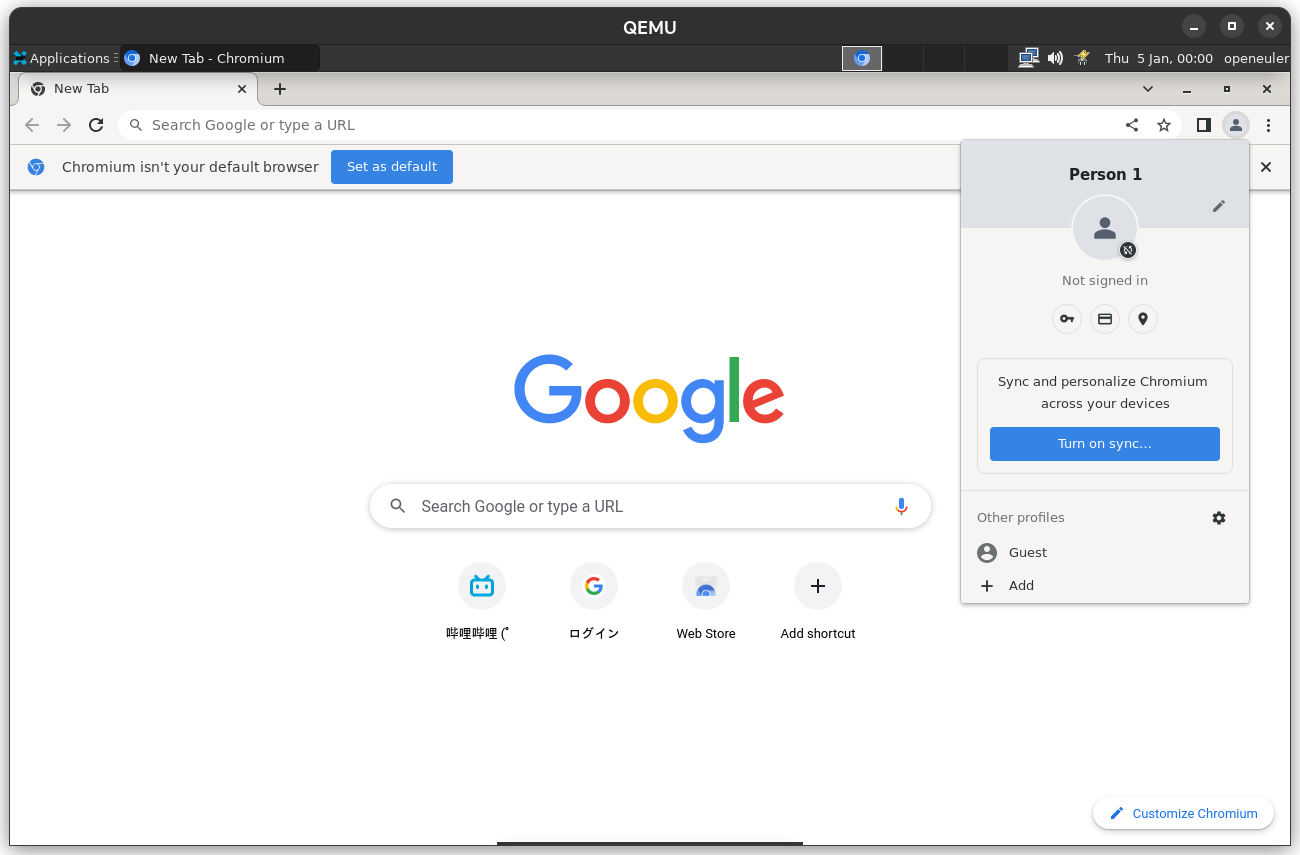 QEMU
Applications
New Tab - Chromium
Thu 5 Jan, 00:00 openeuler
New Tab
Search Google or type a URL
Chromium isn't your default browser
Set as default
Person 1
Not signed in
Sync and personalize Chromium
across your devices
Turn on sync...
Other profiles
Guest
Add
Google
Search Google or type a URL
哔哩哔哩 (゜
ログイン
Web Store
Add shortcut
Customize Chromium